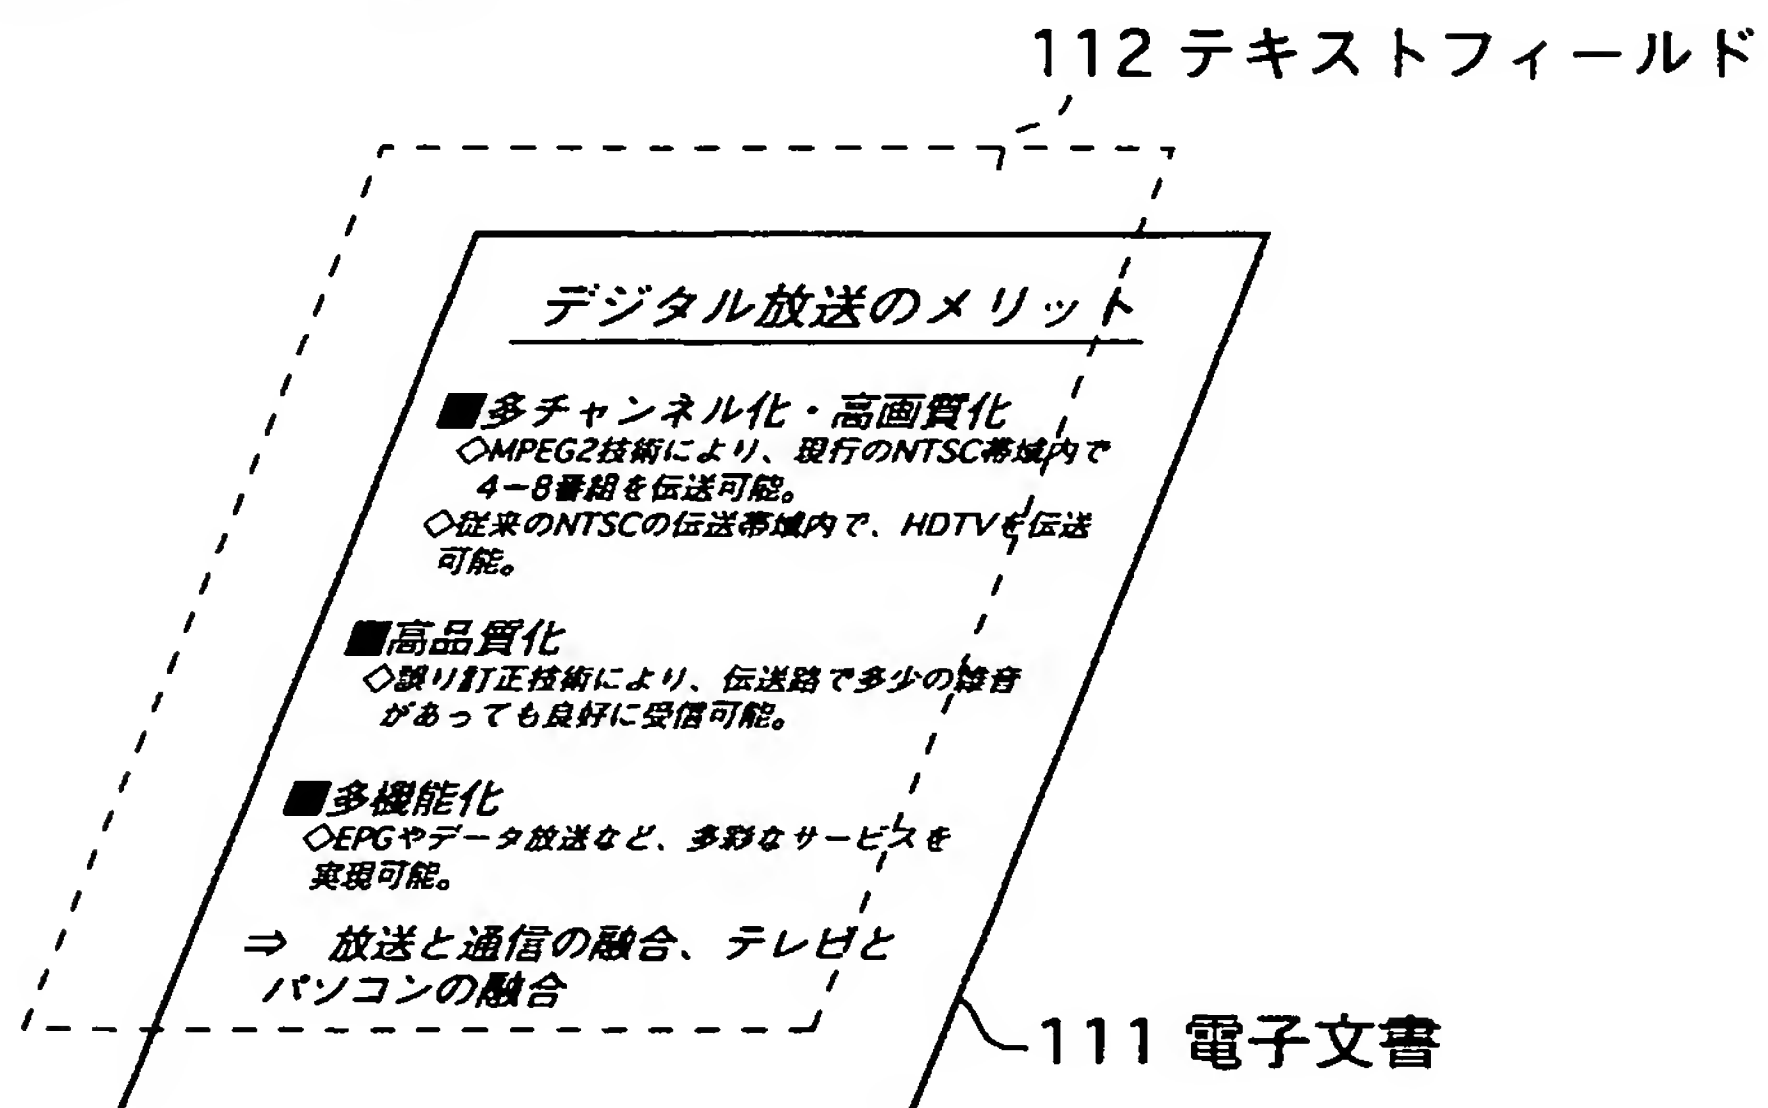 112 テキストフィールド
デジタル放送のメリット
■多チャンネル化・高画質化
◇MPEG2技術により、現行のNTSC帯域内で
4－8番組を伝送可能。
◇従来のNTSCの伝送帯域内で、HDTVを伝送
可能。
■高品質化
◇誤り訂正技術により、伝送路で多少の雑音
があっても良好に受信可能。
■多機能化
◇EPGやデータ放送など、多彩なサービスを
実現可能。
⇒ 放送と通信の融合、テレビと
パソコンの融合
111 電子文書